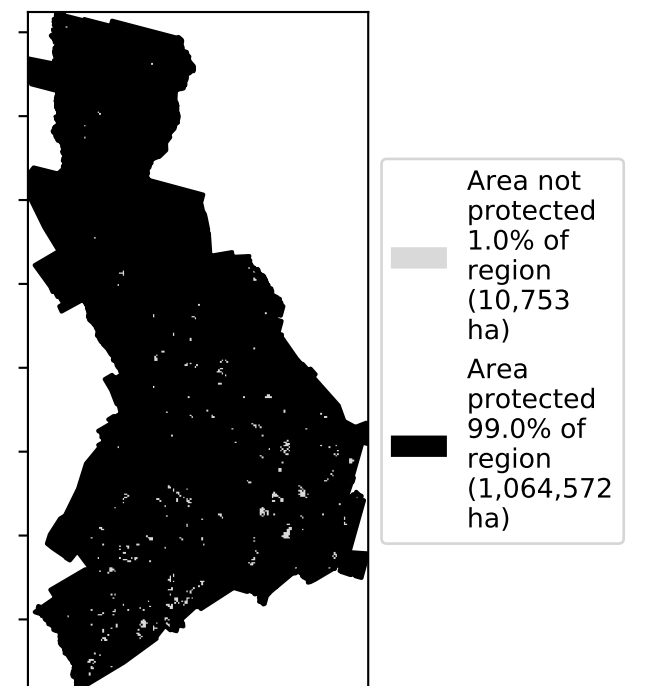 Area not
protected
1.0% of
region
(10,753
ha)
Area
protected
99.0% of
region
(1,064,572
ha)